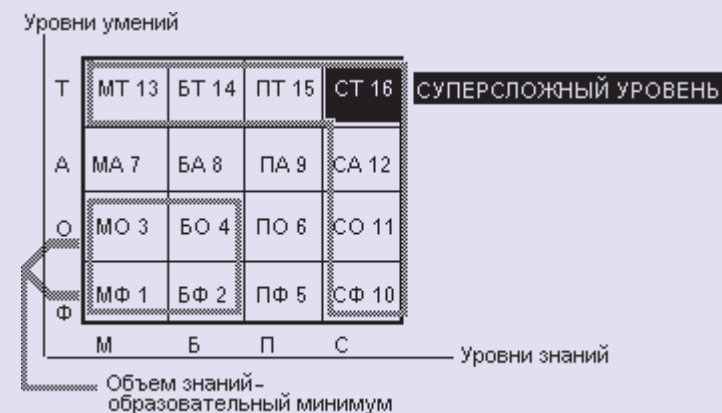 Уровни умений
Т МТ 13 БТ 14 ПТ 15 СТ 16 СУПЕРСЛОЖНЫЙ УРОВЕНЬ
А МА 7 БА 8 ПА 9 СА 12
О МО 3 БО 4 ПО 6 СО 11
Ф МФ 1 БФ 2 ПФ 5 СФ 10
М Б П С
Уровни знаний
Объем знаний-
образовательный минимум